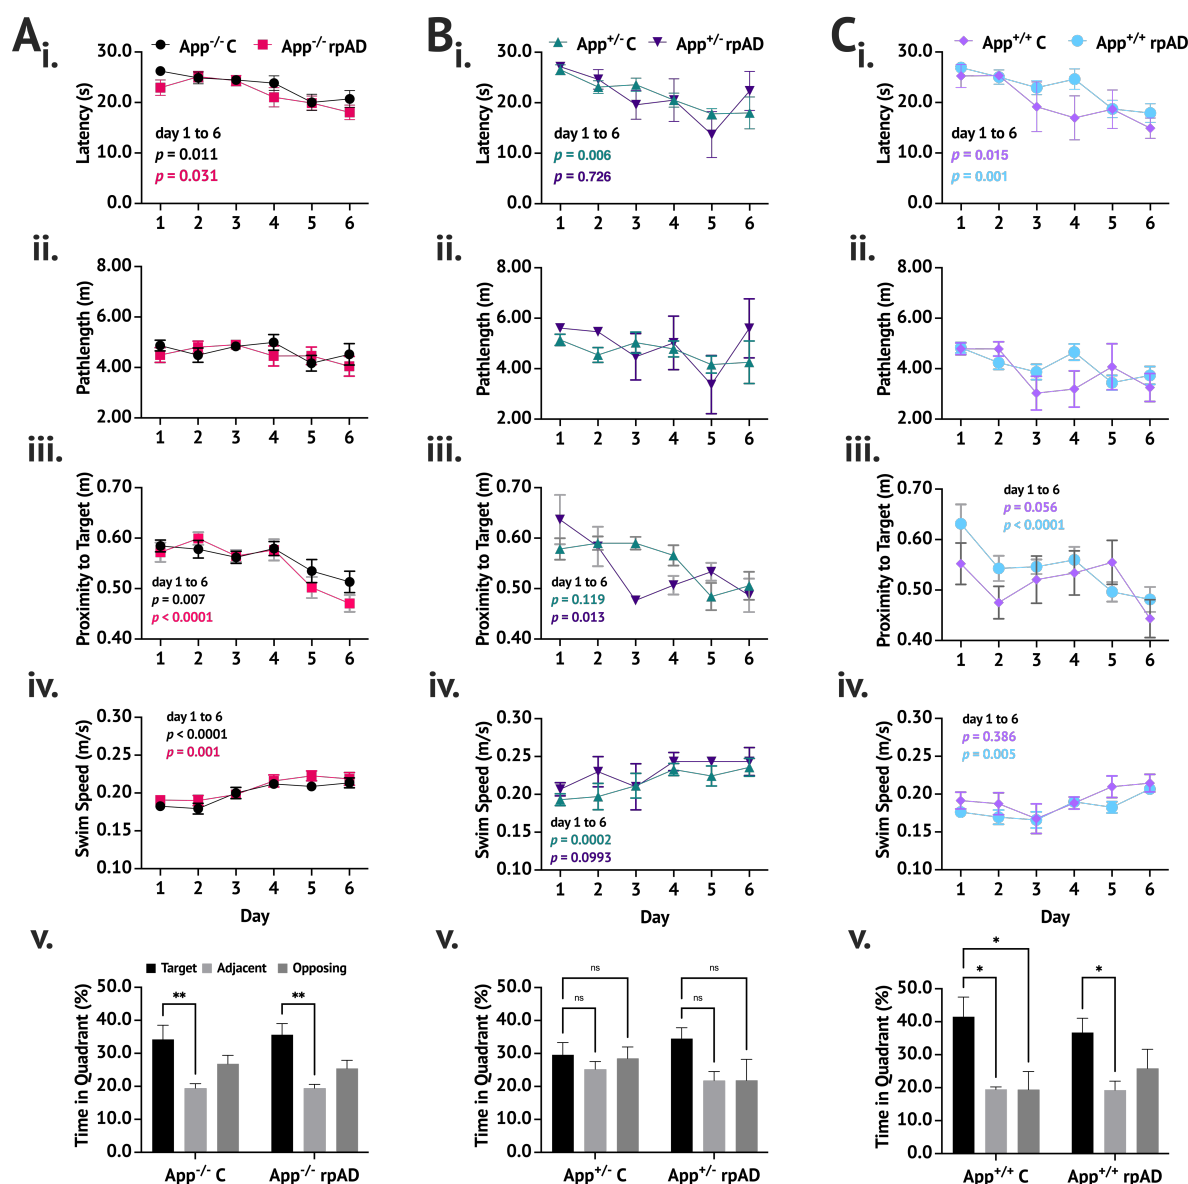 A
i.
App-/- C
App-/- rpAD
Latency (s)
30.0
20.0
10.0
0.0
day 1 to 6
p = 0.011
p = 0.031
1 2 3 4 5 6
ii.
Pathlength (m)
8.00
6.00
4.00
2.00
1 2 3 4 5 6
iii.
Proximity to Target (m)
0.70
0.60
0.50
0.40
day 1 to 6
p = 0.007
p < 0.0001
1 2 3 4 5 6
iv.
Swim Speed (m/s)
0.30
0.25
0.20
0.15
0.10
day 1 to 6
p < 0.0001
p = 0.001
1 2 3 4 5 6
Day
v.
Target Adjacent Opposing
Time in Quadrant (%)
50.0
40.0
30.0
20.0
10.0
0.0
** **
App-/- C App-/- rpAD
B
i.
App+/- C
App+/- rpAD
Latency (s)
30.0
20.0
10.0
0.0
day 1 to 6
p = 0.006
p = 0.726
1 2 3 4 5 6
ii.
Pathlength (m)
8.00
6.00
4.00
2.00
1 2 3 4 5 6
iii.
Proximity to Target (m)
0.70
0.60
0.50
0.40
day 1 to 6
p = 0.119
p = 0.013
1 2 3 4 5 6
iv.
Swim Speed (m/s)
0.30
0.25
0.20
0.15
0.10
day 1 to 6
p = 0.0002
p = 0.0993
1 2 3 4 5 6
Day
v.
Time in Quadrant (%)
50.0
40.0
30.0
20.0
10.0
0.0
ns ns
ns ns
App+/- C App+/- rpAD
C
i.
App+/+ C
App+/+ rpAD
Latency (s)
30.0
20.0
10.0
0.0
day 1 to 6
p = 0.015
p = 0.001
1 2 3 4 5 6
ii.
Pathlength (m)
8.00
6.00
4.00
2.00
1 2 3 4 5 6
iii.
Proximity to Target (m)
0.70
0.60
0.50
0.40
day 1 to 6
p = 0.056
p < 0.0001
1 2 3 4 5 6
iv.
Swim Speed (m/s)
0.30
0.25
0.20
0.15
0.10
day 1 to 6
p = 0.386
p = 0.005
1 2 3 4 5 6
Day
v.
Time in Quadrant (%)
50.0
40.0
30.0
20.0
10.0
0.0
*
* *
App+/+ C App+/+ rpAD